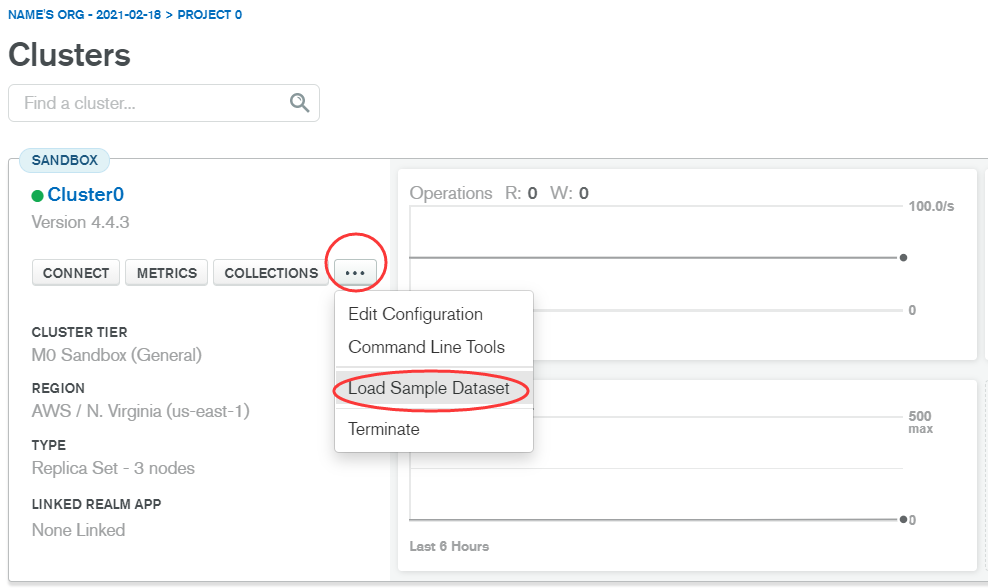 NAME'S ORG - 2021-02-18 > PROJECT 0
Clusters
Find a cluster...
SANDBOX
Cluster0
Version 4.4.3
CONNECT
METRICS
COLLECTIONS
...
Edit Configuration
Command Line Tools
Load Sample Dataset
Terminate
CLUSTER TIER
M0 Sandbox (General)
REGION
AWS / N. Virginia (us-east-1)
TYPE
Replica Set - 3 nodes
LINKED REALM APP
None Linked
Operations R: 0 W: 0
100.0/s
0
500
max
0
Last 6 Hours